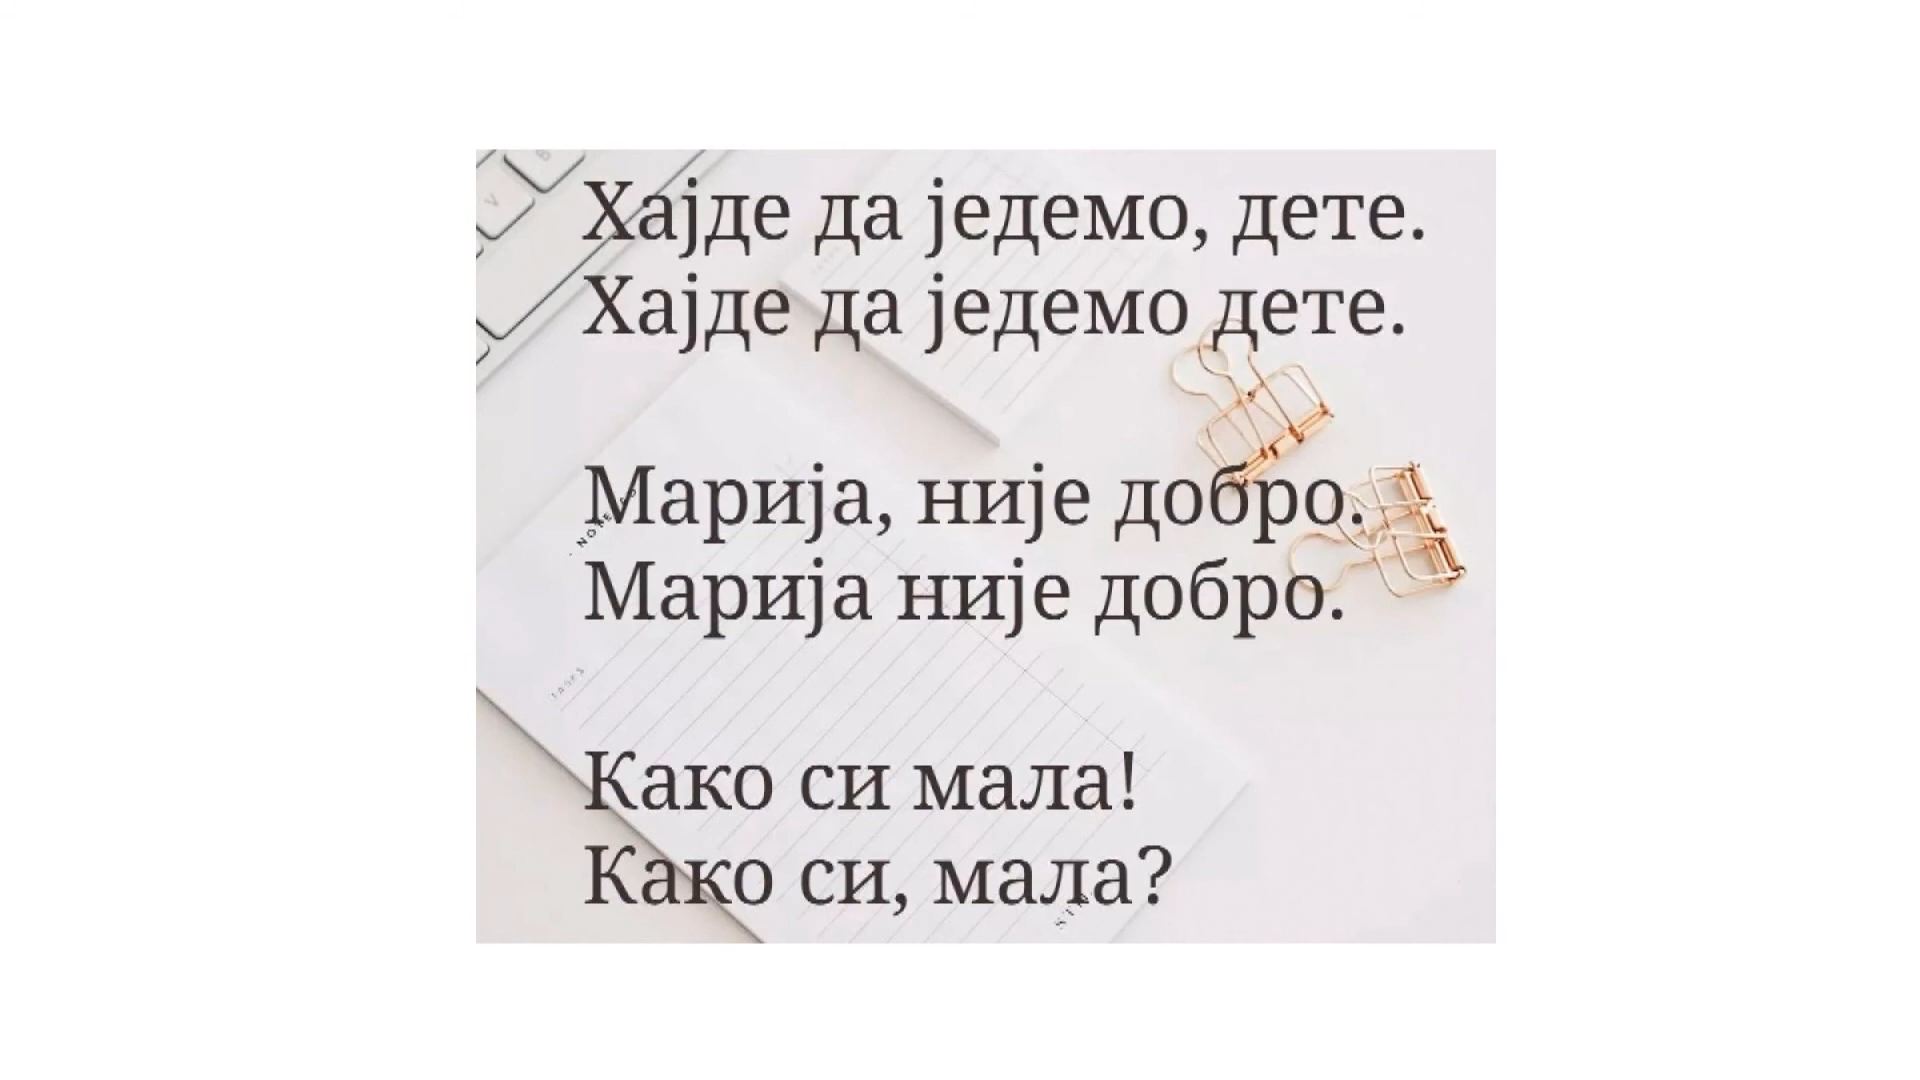 Хајде да једемо, дете.
Хајде да једемо дете.
Марија, није добро.
Марија није добро.
Како си мала!
Како си, мала?
TASKS
V
B